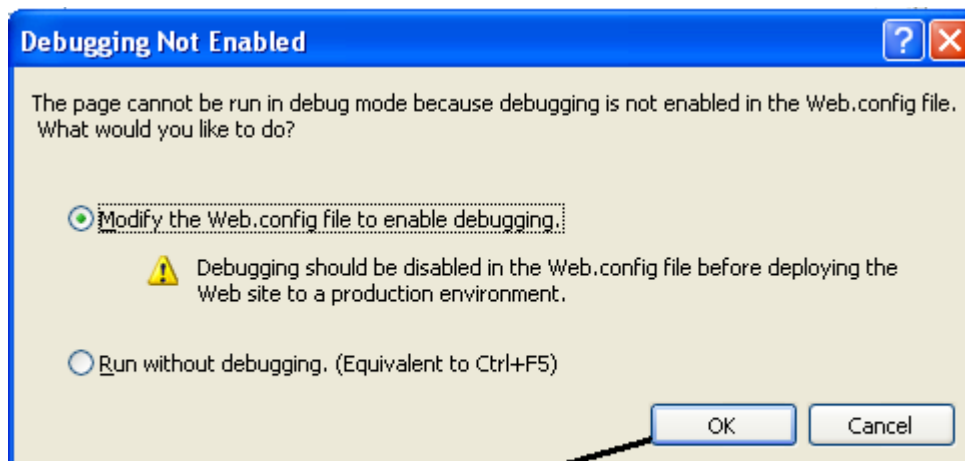 Debugging Not Enabled
The page cannot be run in debug mode because debugging is not enabled in the Web.config file.
What would you like to do?
Modify the Web.config file to enable debugging.
Debugging should be disabled in the Web.config file before deploying the
Web site to a production environment.
Run without debugging. (Equivalent to Ctrl+F5)
OK Cancel